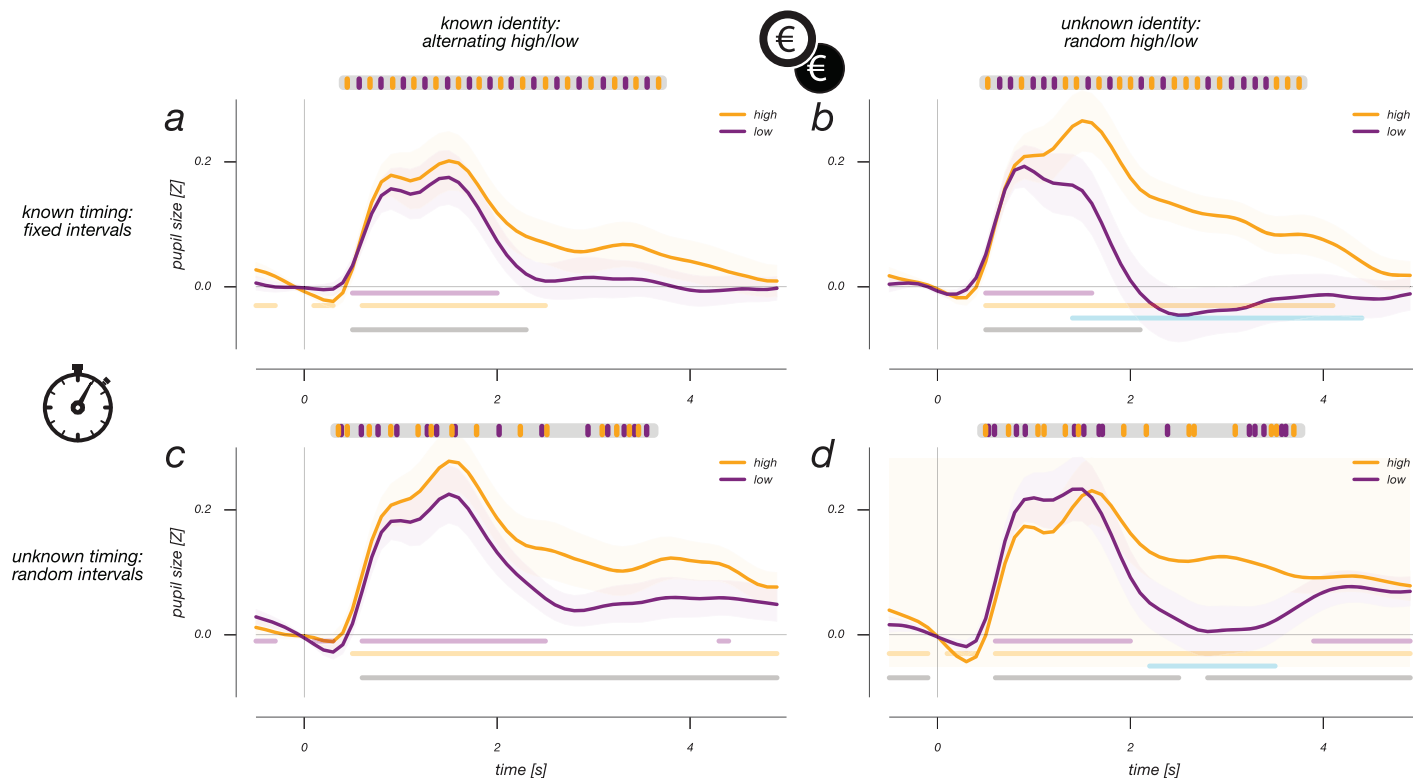 known identity:
alternating high/low
unknown identity:
random high/low
€
€
a
high
low
b
high
low
known timing:
fixed intervals
pupil size [Z]
0.2
0.0
0.2
0.0
0
2
4
0
2
4
c
high
low
d
high
low
unknown timing:
random intervals
pupil size [Z]
0.2
0.0
0.2
0.0
0
2
4
0
2
4
time [s]
time [s]